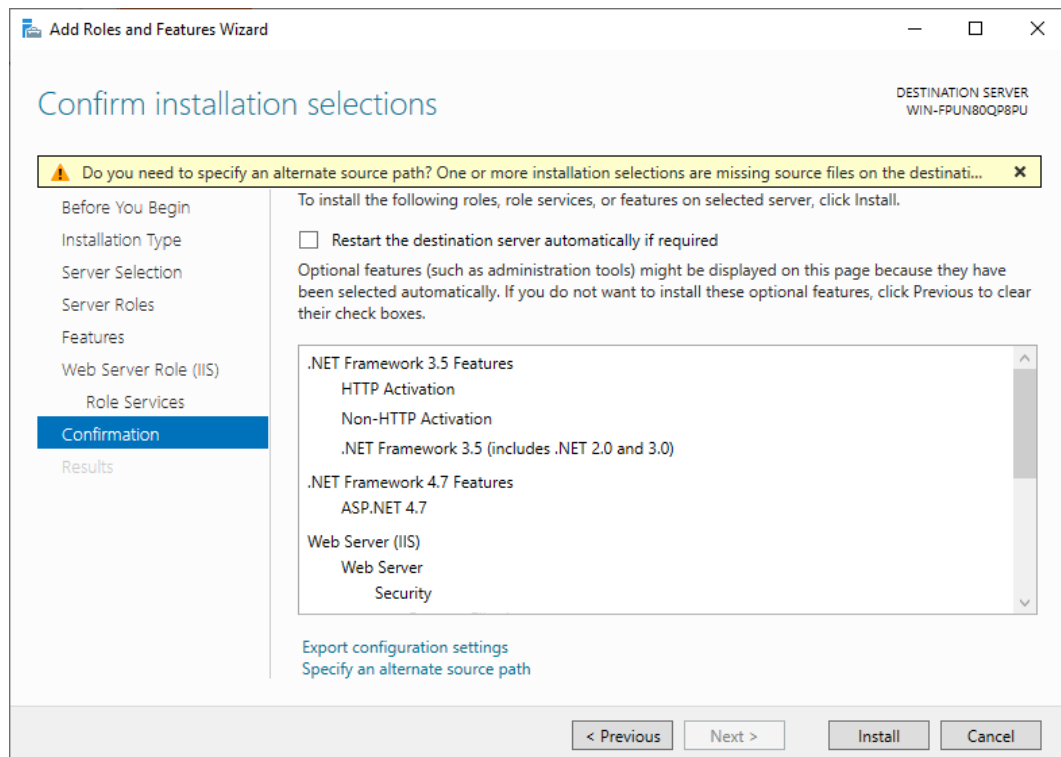 Add Roles and Features Wizard
Confirm installation selections
DESTINATION SERVER
WIN-FPUN80QP8PU
Do you need to specify an alternate source path? One or more installation selections are missing source files on the destinati...
Before You Begin
Installation Type
Server Selection
Server Roles
Features
Web Server Role (IIS)
Role Services
Confirmation
Results
To install the following roles, role services, or features on selected server, click Install.
Restart the destination server automatically if required
Optional features (such as administration tools) might be displayed on this page because they have
been selected automatically. If you do not want to install these optional features, click Previous to clear
their check boxes.
.NET Framework 3.5 Features
HTTP Activation
Non-HTTP Activation
.NET Framework 3.5 (includes .NET 2.0 and 3.0)
.NET Framework 4.7 Features
ASP.NET 4.7
Web Server (IIS)
Web Server
Security
Export configuration settings
Specify an alternate source path
< Previous
Next >
Install
Cancel